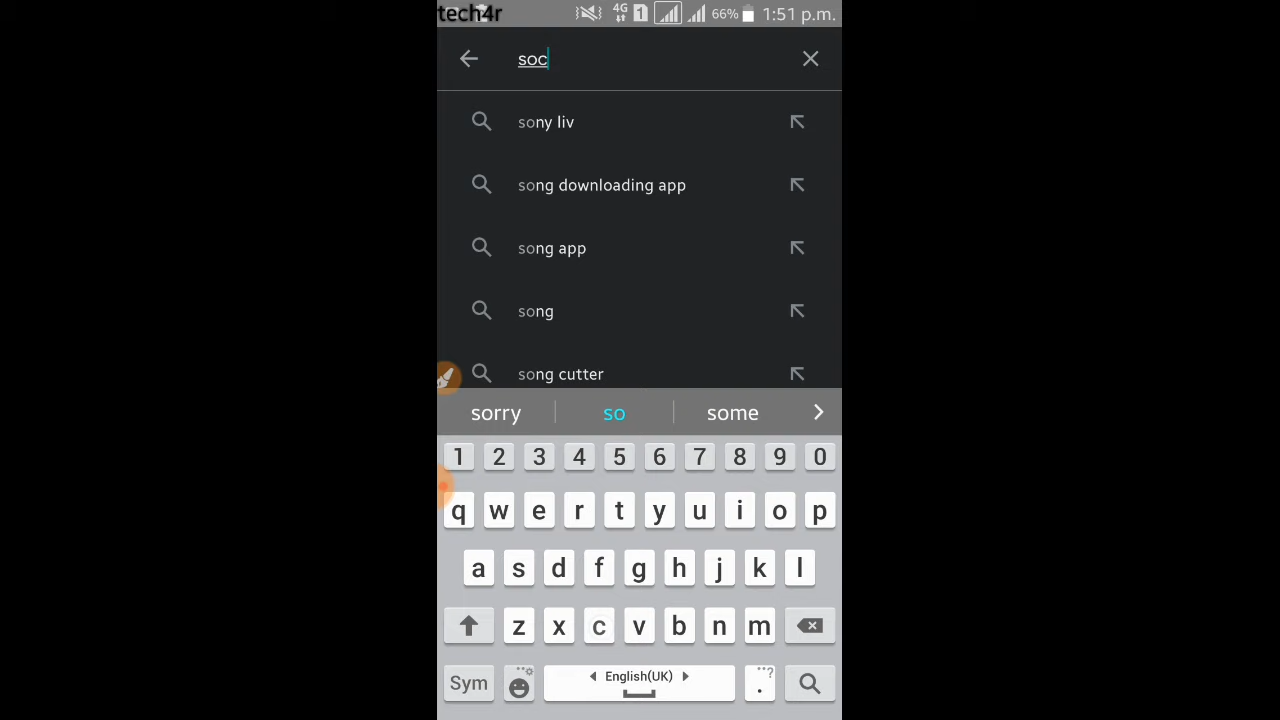 tech4r 4G 1 66% 1:51 p.m.
soc
sony liv
song downloading app
song app
song
song cutter
sorry so some
1 2 3 4 5 6 7 8 9 0
q w e r t y u i o p
a s d f g h j k l
z x c v b n m
Sym English(UK) . ?